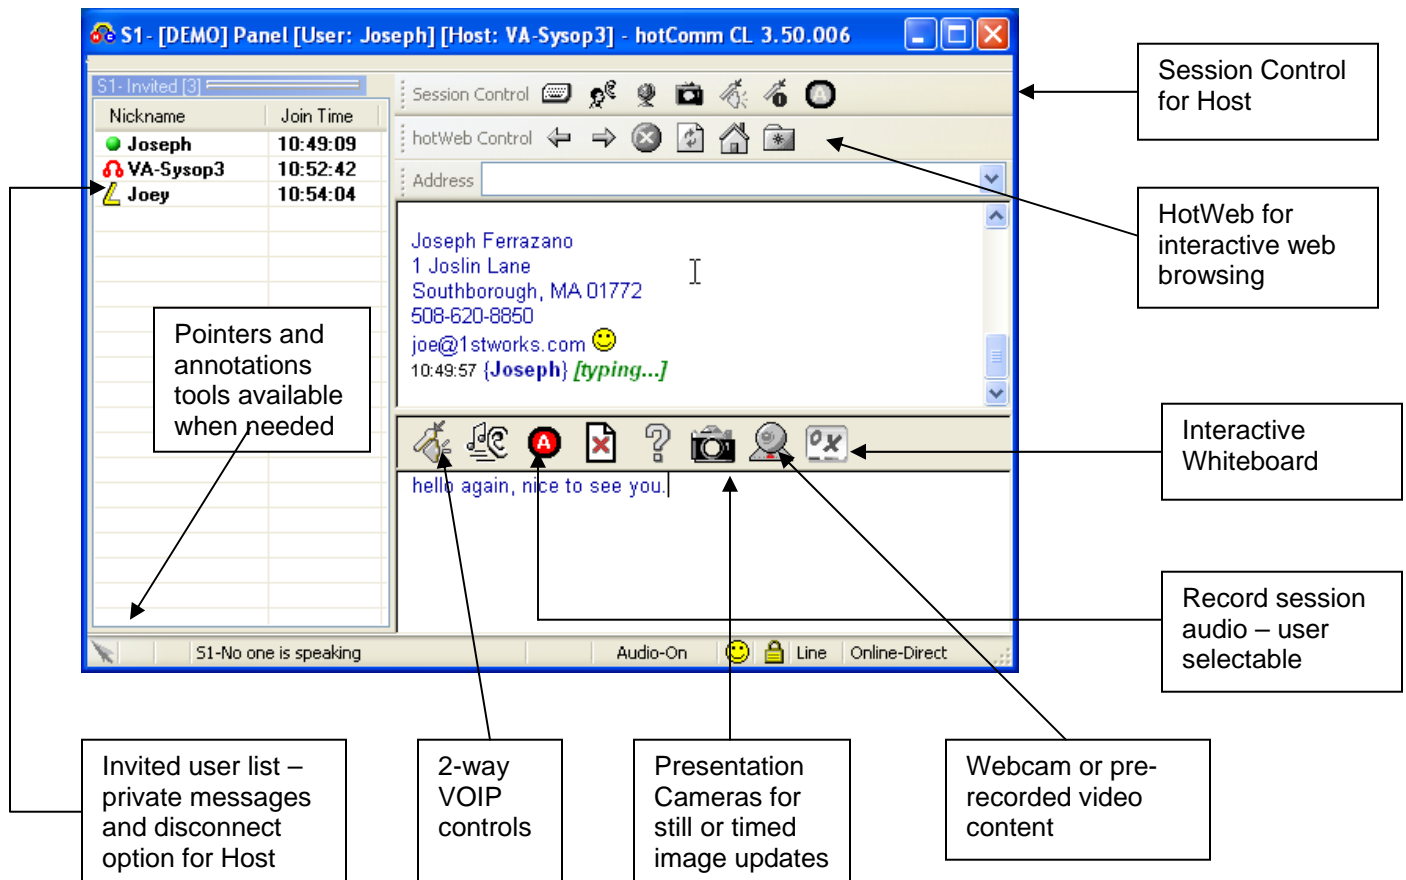 S1- [DEMO] Panel [User: Joseph] [Host: VA-Sysop3] - hotComm CL 3.50.006
S1- Invited [3]
Nickname Join Time
Joseph 10:49:09
VA-Sysop3 10:52:42
Joey 10:54:04
Session Control
hotWeb Control
Address
Joseph Ferrazano
1 Joslin Lane
Southborough, MA 01772
508-620-8850
joe@1stworks.com
10:49:57 {Joseph} [typing...]
A
hello again, nice to see you.
S1-No one is speaking Audio-On Line Online-Direct
Session Control
for Host
HotWeb for
interactive web
browsing
Pointers and
annotations
tools available
when needed
Interactive
Whiteboard
Record session
audio – user
selectable
Invited user list –
private messages
and disconnect
option for Host
2-way
VOIP
controls
Presentation
Cameras for
still or timed
image updates
Webcam or pre-
recorded video
content